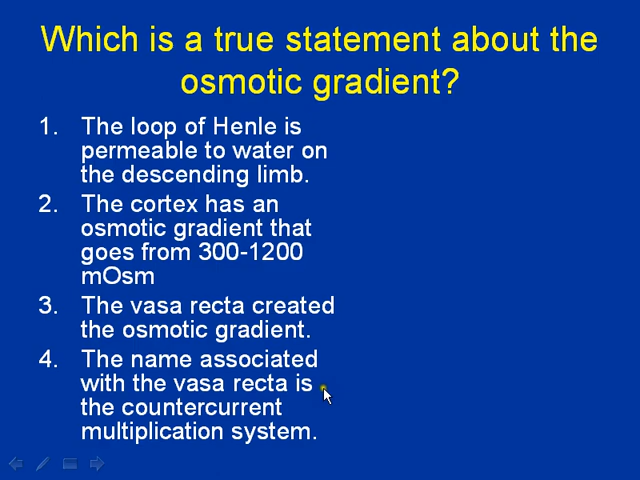 Which is a true statement about the
osmotic gradient?
1. The loop of Henle is
permeable to water on
the descending limb.
2. The cortex has an
osmotic gradient that
goes from 300-1200
mOsm
3. The vasa recta created
the osmotic gradient.
4. The name associated
with the vasa recta is
the countercurrent
multiplication system.